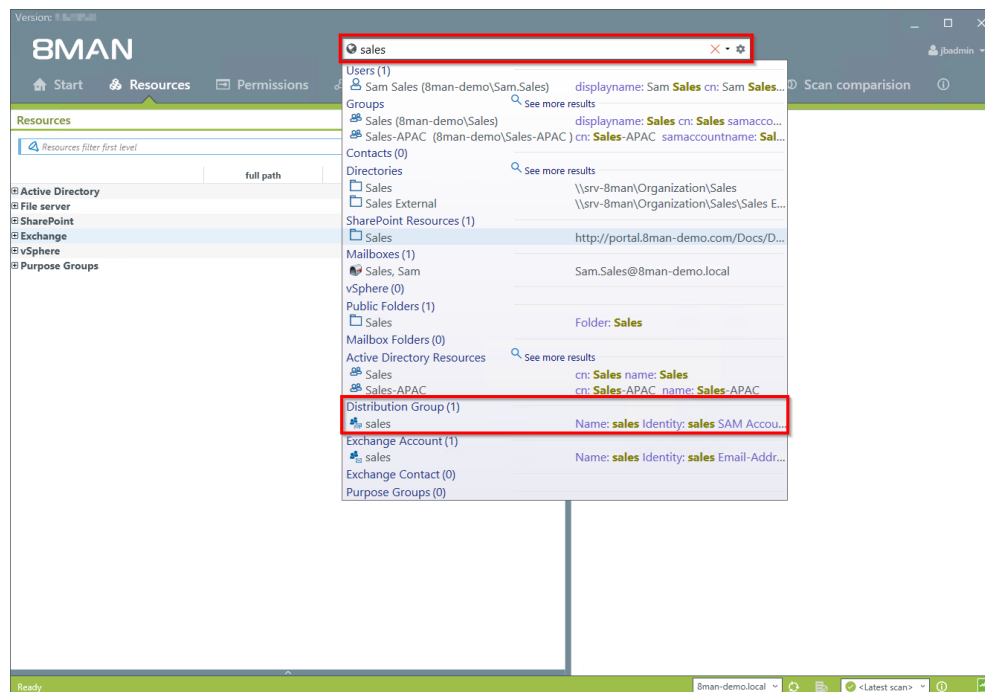 Version:
8MAN
sales
jbadmin
Start Resources Permissions Scan comparision
Resources
Resources filter first level
full path
Active Directory
File server
SharePoint
Exchange
vSphere
Purpose Groups
Users (1)
Sam Sales (8man-demo\Sam.Sales) displayname: Sam Sales cn: Sam Sales...
Groups See more results
Sales (8man-demo\Sales) displayname: Sales cn: Sales samacco...
Sales-APAC (8man-demo\Sales-APAC ) cn: Sales-APAC samaccountname: Sal...
Contacts (0)
Directories See more results
Sales \\srv-8man\Organization\Sales
Sales External \\srv-8man\Organization\Sales\Sales E...
SharePoint Resources (1)
Sales http://portal.8man-demo.com/Docs/D...
Mailboxes (1)
Sales, Sam Sam.Sales@8man-demo.local
vSphere (0)
Public Folders (1)
Sales Folder: Sales
Mailbox Folders (0)
Active Directory Resources See more results
Sales cn: Sales name: Sales
Sales-APAC cn: Sales-APAC name: Sales-APAC
Distribution Group (1)
sales Name: sales Identity: sales SAM Accou...
Exchange Account (1)
sales Name: sales Identity: sales Email-Addr...
Exchange Contact (0)
Purpose Groups (0)
Ready 8man-demo.local <Latest scan>